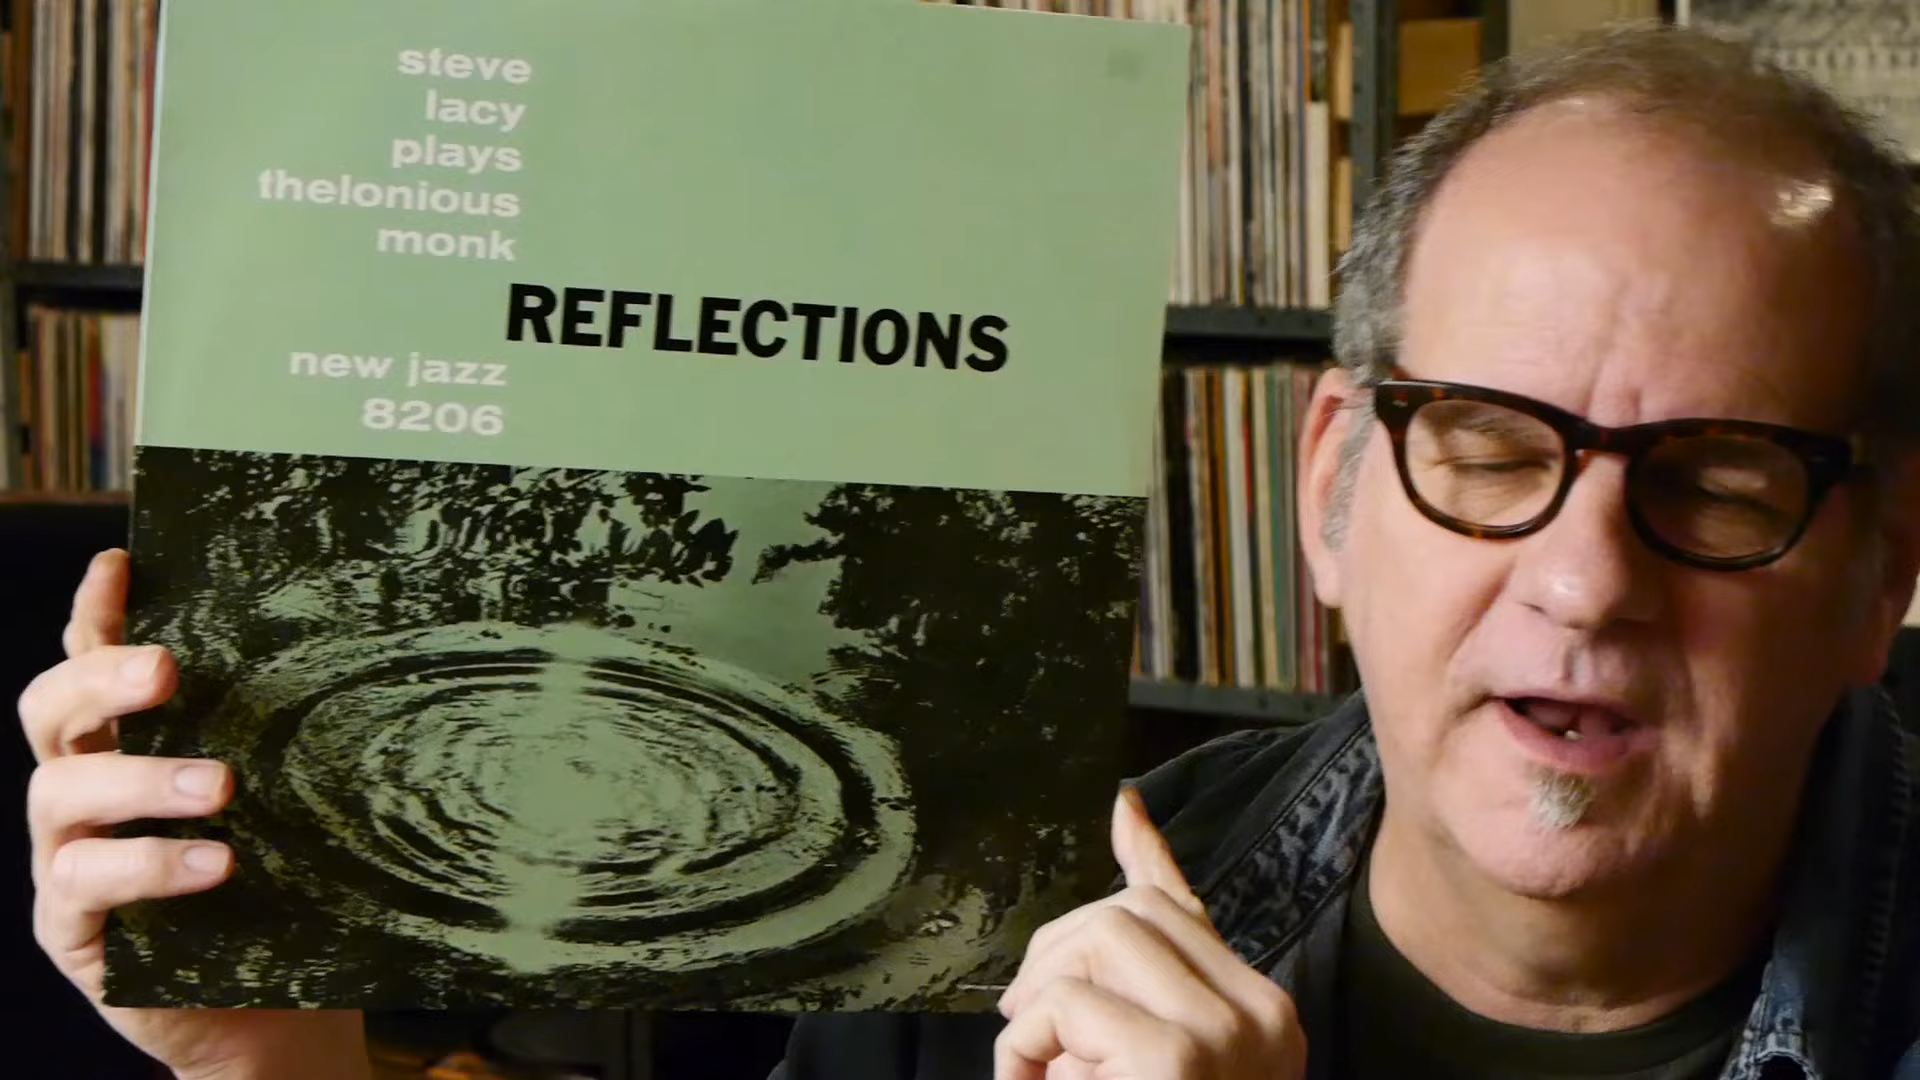 steve
lacy
plays
thelonious
monk
REFLECTIONS
new jazz
8206